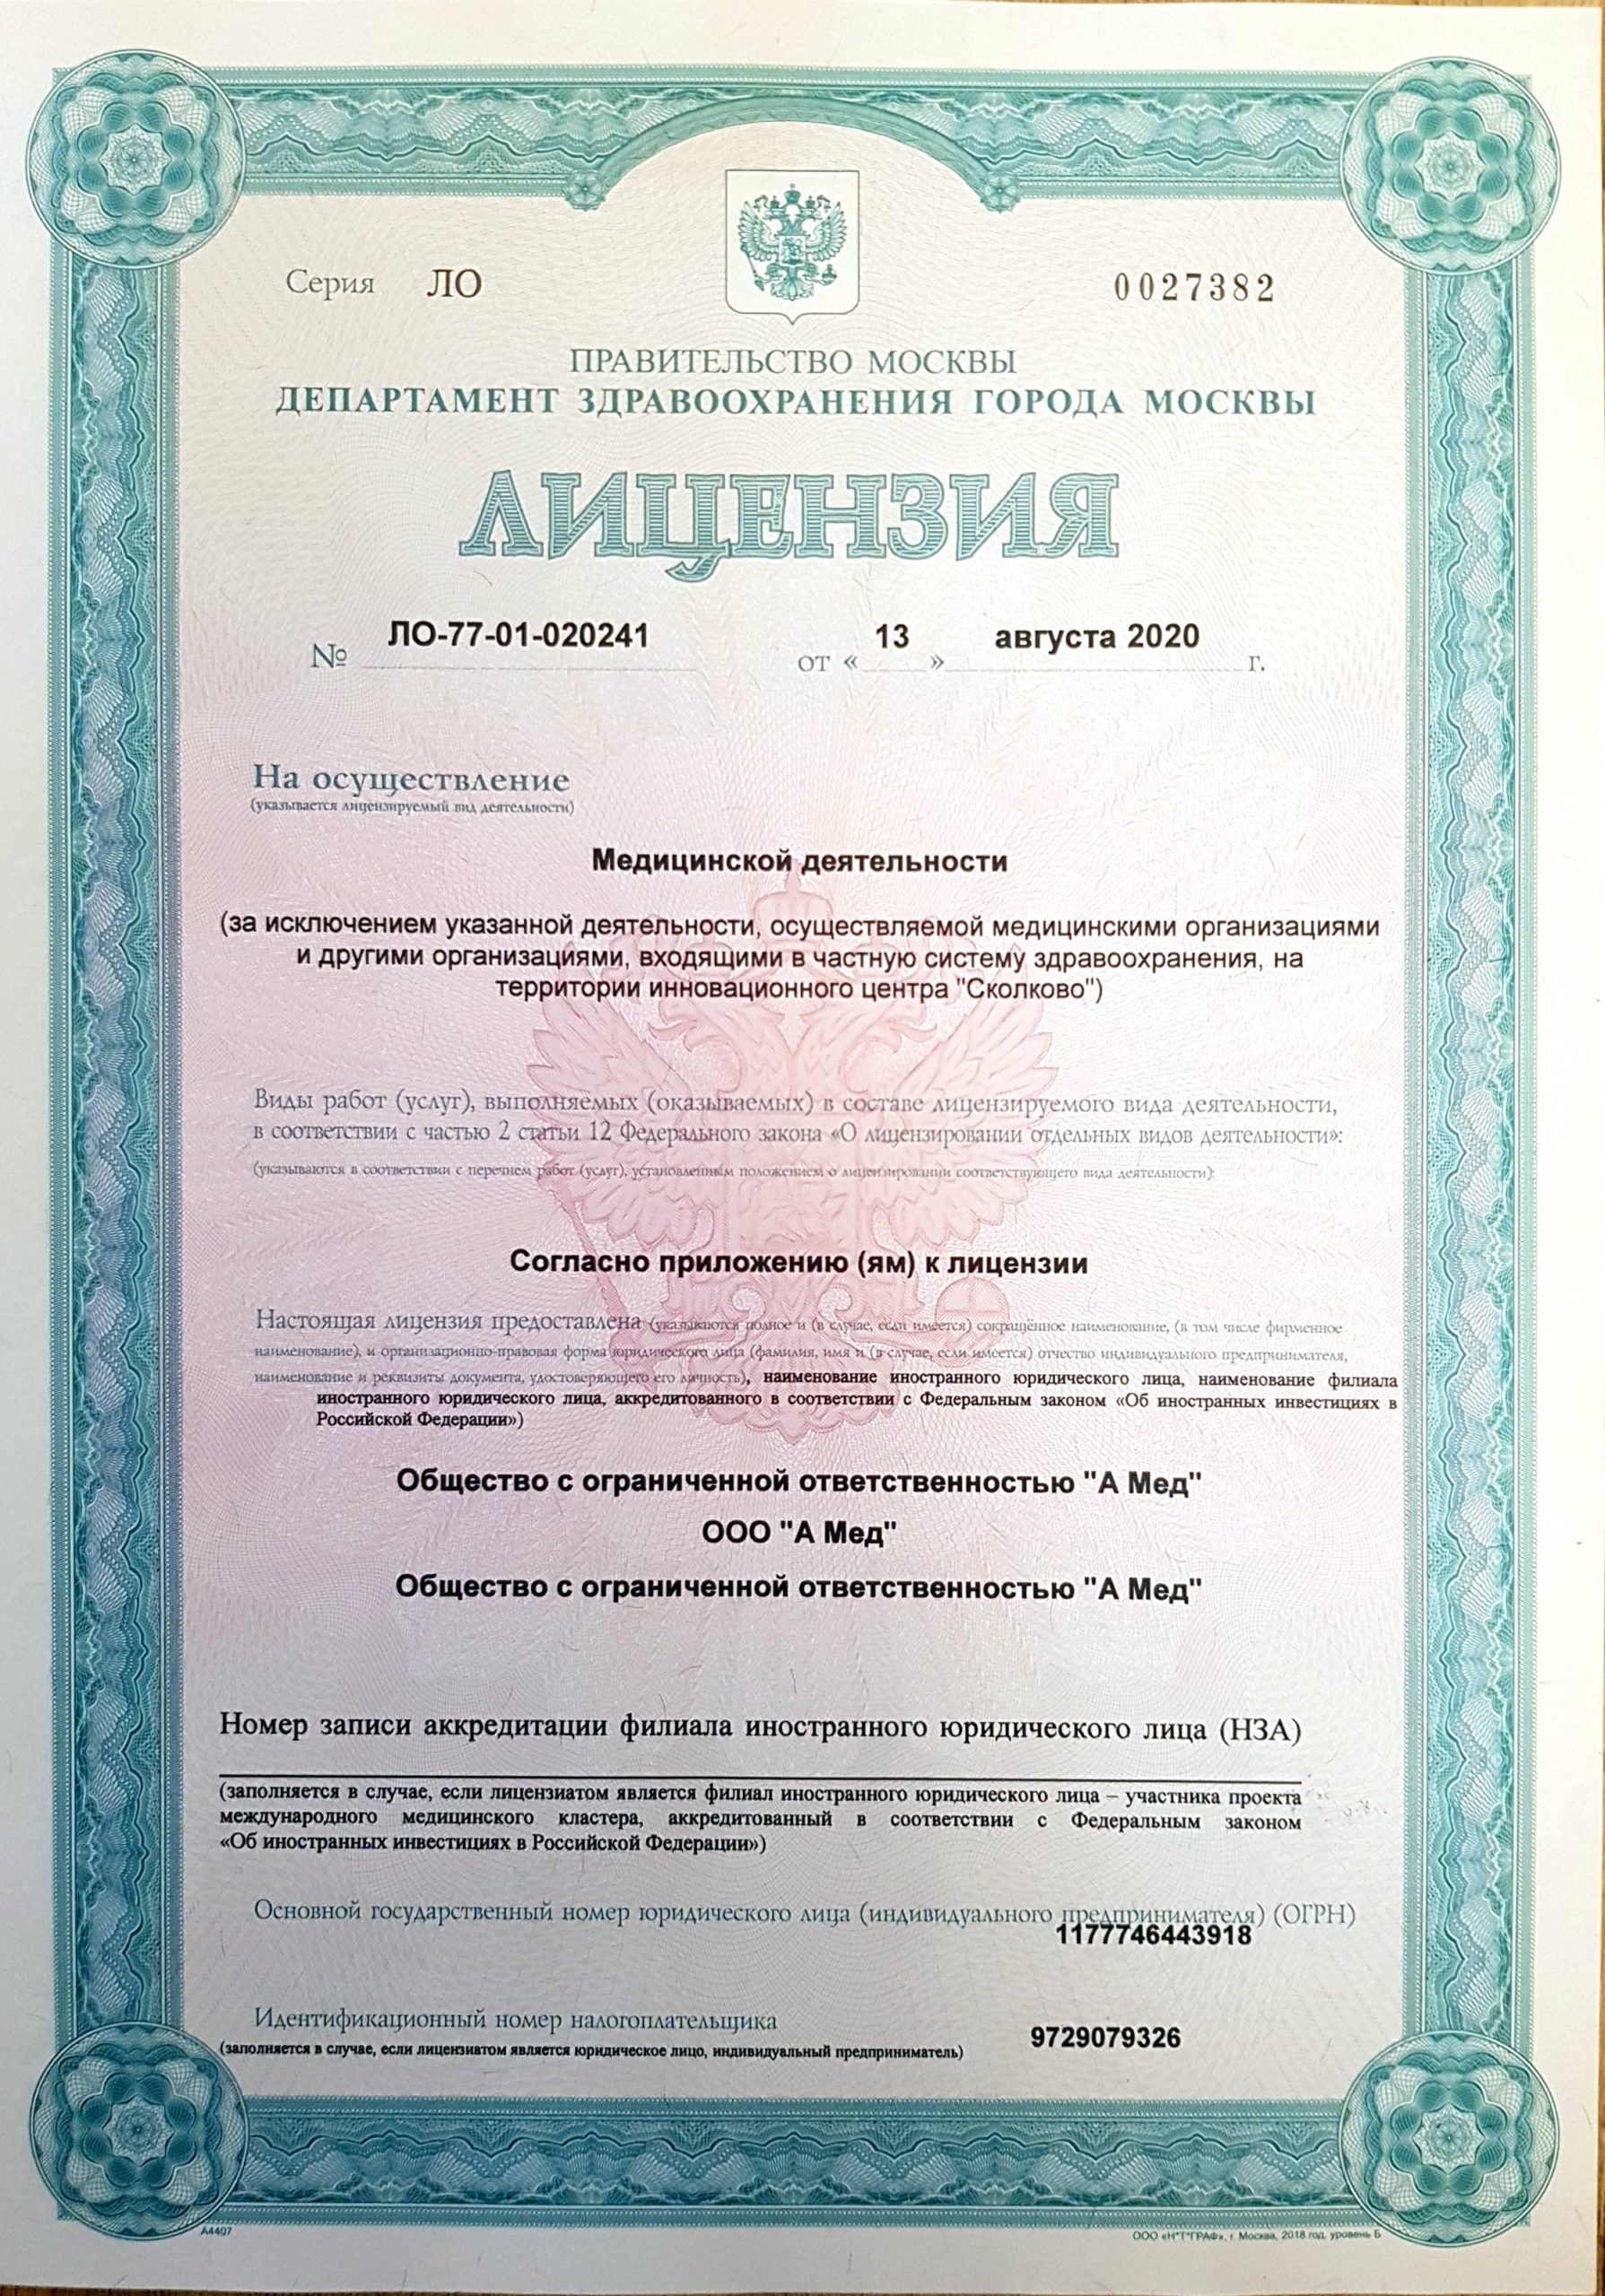 Серия ЛО 0027382
ПРАВИТЕЛЬСТВО МОСКВЫ
ДЕПАРТАМЕНТ ЗДРАВООХРАНЕНИЯ ГОРОДА МОСКВЫ
ЛИЦЕНЗИЯ
№ ЛО-77-01-020241 от « 13 » августа 2020 г.
На осуществление
(указывается лицензируемый вид деятельности)
Медицинской деятельности
(за исключением указанной деятельности, осуществляемой медицинскими организациями
и другими организациями, входящими в частную систему здравоохранения, на
территории инновационного центра "Сколково")
Виды работ (услуг), выполняемых (оказываемых) в составе лицензируемого вида деятельности,
в соответствии с частью 2 статьи 12 Федерального закона «О лицензировании отдельных видов деятельности»:
(указываются в соответствии с перечнем работ (услуг), установленным положением о лицензировании соответствующего вида деятельности):
Согласно приложению (ям) к лицензии
Настоящая лицензия предоставлена (указываются полное и (в случае, если имеется) сокращённое наименование, (в том числе фирменное
наименование), и организационно-правовая форма юридического лица (фамилия, имя и (в случае, если имеется) отчество индивидуального предпринимателя,
наименование и реквизиты документа, удостоверяющего его личность), наименование иностранного юридического лица, наименование филиала
иностранного юридического лица, аккредитованного в соответствии с Федеральным законом «Об иностранных инвестициях в
Российской Федерации»)
Общество с ограниченной ответственностью "А Мед"
ООО "А Мед"
Общество с ограниченной ответственностью "А Мед"
Номер записи аккредитации филиала иностранного юридического лица (НЗА)
(заполняется в случае, если лицензиатом является филиал иностранного юридического лица – участника проекта
международного медицинского кластера, аккредитованный в соответствии с Федеральным законом
«Об иностранных инвестициях в Российской Федерации»)
Основной государственный номер юридического лица (индивидуального предпринимателя) (ОГРН)
1177746443918
Идентификационный номер налогоплательщика
9729079326
(заполняется в случае, если лицензиатом является юридическое лицо, индивидуальный предприниматель)
А4407
ООО «Н*Т*ГРАФ», г. Москва, 2018 год, уровень Б